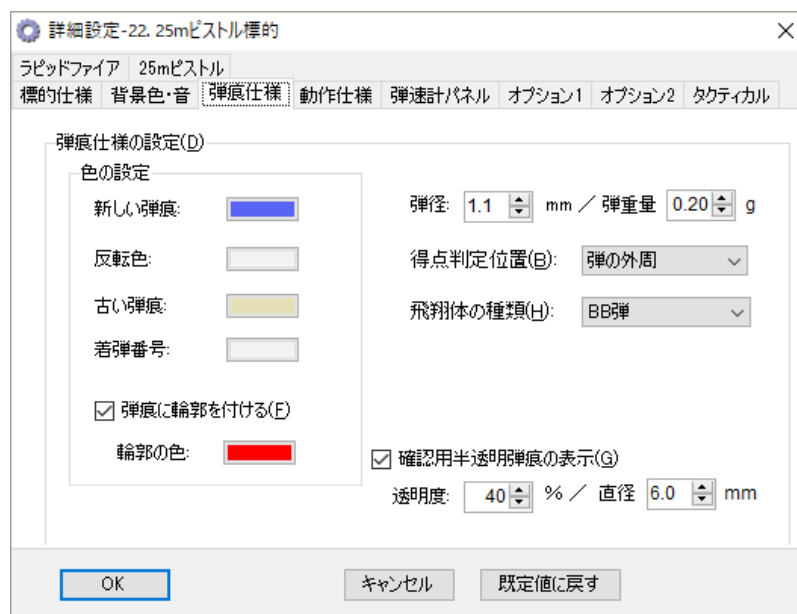 詳細設定-22. 25mピストル標的
ラピッドファイア 25mピストル
標的仕様 背景色・音 弾痕仕様 動作仕様 弾速計パネル オプション1 オプション2 タクティカル
弾痕仕様の設定(D)
色の設定
新しい弾痕:
弾径: 1.1 mm / 弾重量 0.20 g
反転色:
得点判定位置(B): 弾の外周
古い弾痕:
飛翔体の種類(H): BB弾
着弾番号:
弾痕に輪郭を付ける(F)
輪郭の色:
確認用半透明弾痕の表示(G)
透明度: 40 % / 直径 6.0 mm
OK キャンセル 既定値に戻す